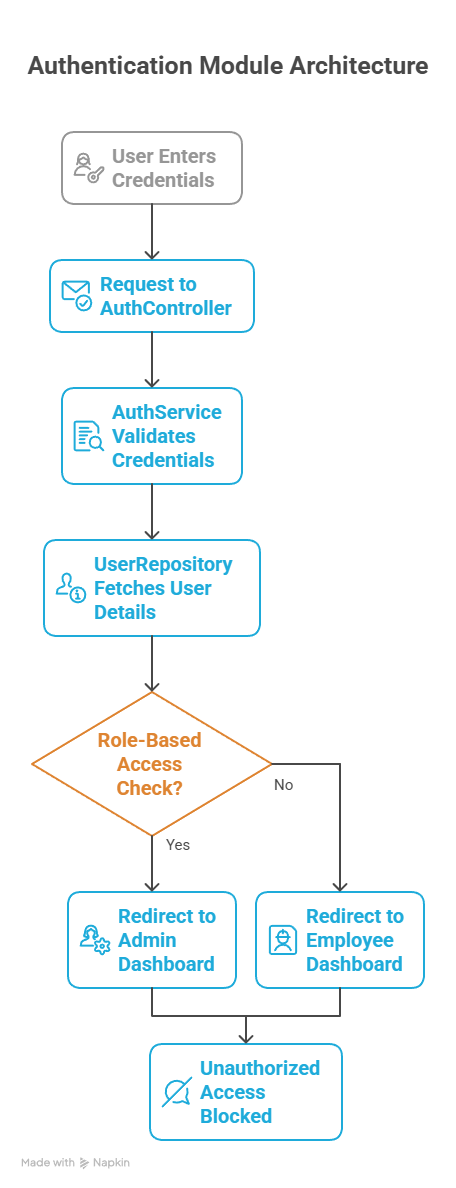 Authentication Module Architecture
User Enters
Credentials
Request to
AuthController
AuthService
Validates
Credentials
UserRepository
Fetches User
Details
Role-Based
Access
Check?
No
Yes
Redirect to
Admin
Dashboard
Redirect to
Employee
Dashboard
Unauthorized
Access
Blocked
Made with Napkin